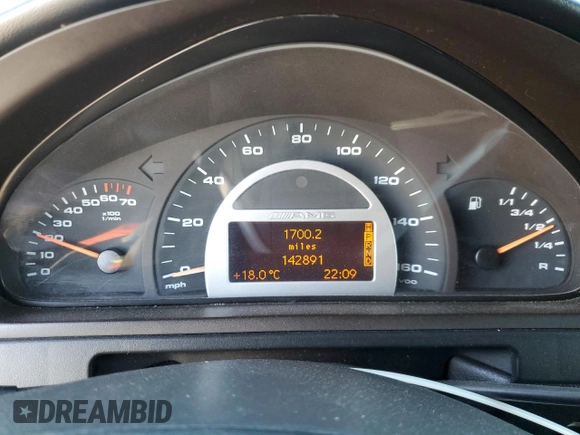 80
60
100
40
120
20
140
0
160
mph
VDO
50 60 70
40
x100
1/min
30
20
10
0
AMG
1700.2
miles
142891
+18.0°C
22:09
P
R
N
D
1/1
3/4
1/2
1/4
R
DREAMBID